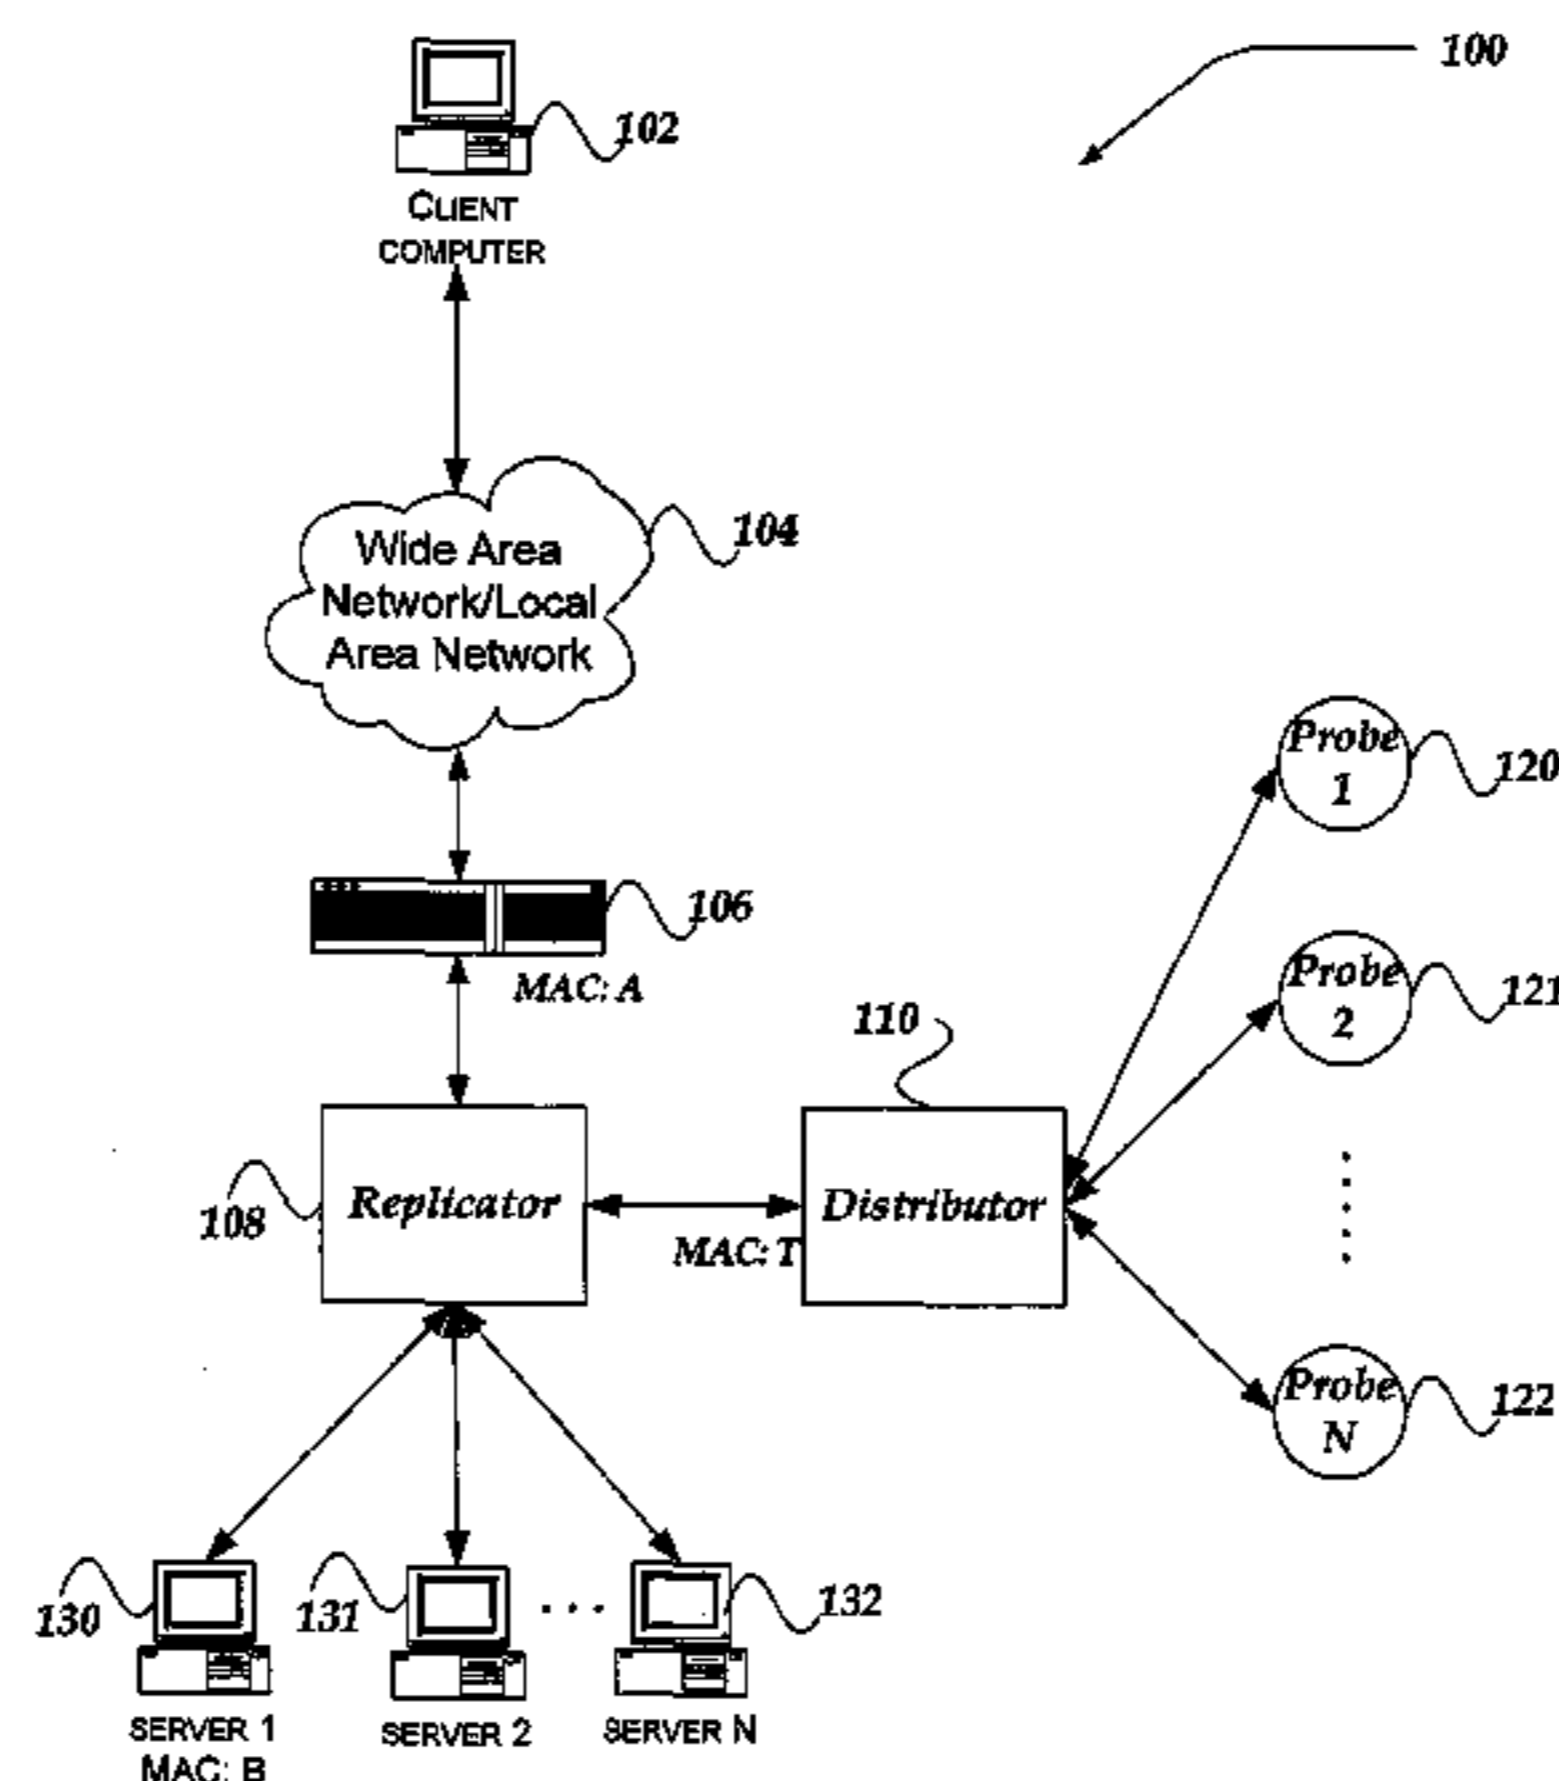 100
102
CLIENT
COMPUTER
104
Wide Area
Network/Local
Area Network
Probe
1
120
106
MAC: A
Probe
2
121
110
Replicator
108
Distributor
MAC: T
Probe
N
122
130
131
. . .
132
SERVER 1
MAC: B
SERVER 2
SERVER N